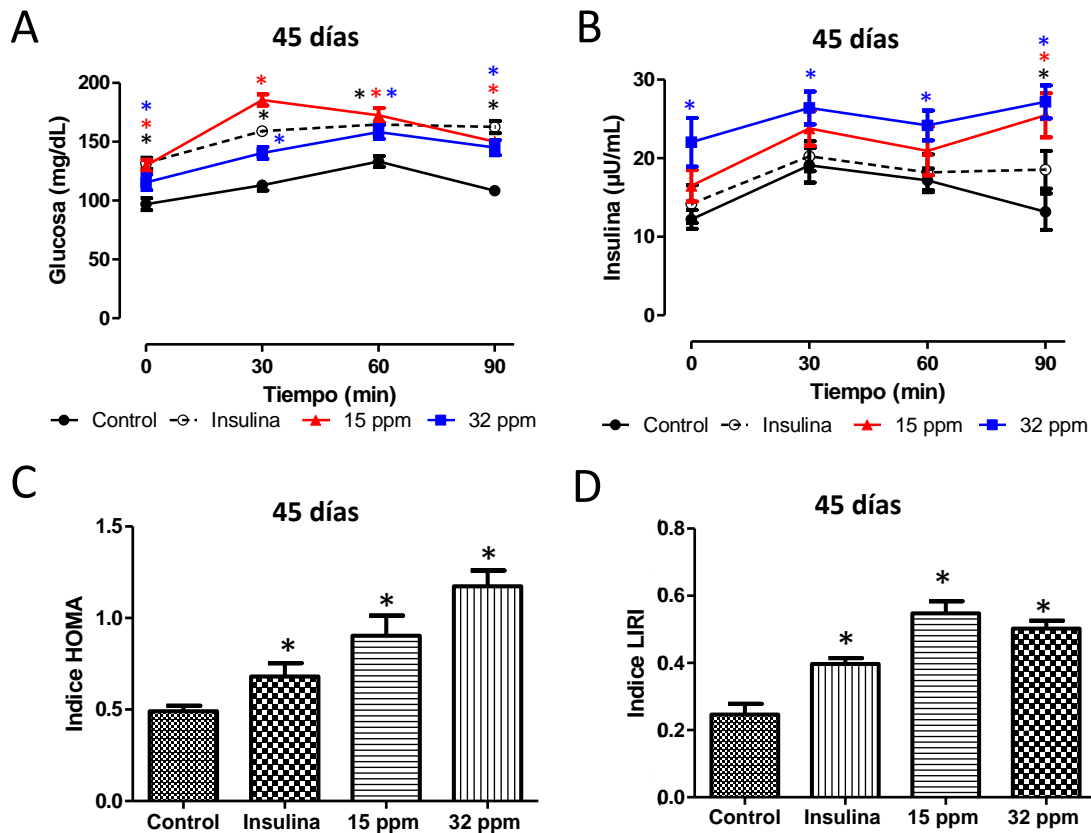 A
45 días
Glucosa (mg/dL)
200
150
100
50
0
* * * * * * * * * * * *
0 30 60 90
Tiempo (min)
Control Insulina 15 ppm 32 ppm
B
45 días
Insulina (µU/mL)
30
20
10
0
* * * * * *
0 30 60 90
Tiempo (min)
Control Insulina 15 ppm 32 ppm
C
45 días
Indice HOMA
1.5
1.0
0.5
0.0
* * *
Control Insulina 15 ppm 32 ppm
D
45 días
Indice LIRI
0.8
0.6
0.4
0.2
0.0
* * *
Control Insulina 15 ppm 32 ppm